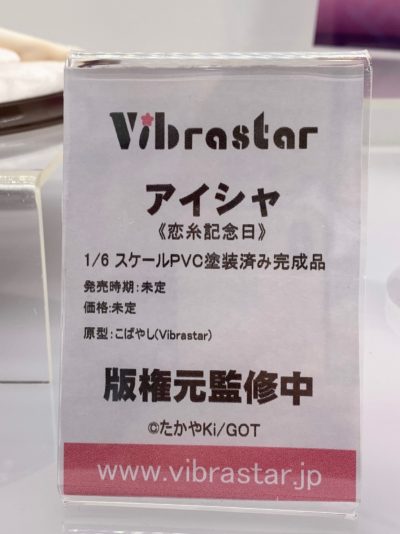 Vibrastar
アイシャ
《恋糸記念日》
1/6 スケールPVC塗装済み完成品
発売時期:未定
価格:未定
原型:こばやし(Vibrastar)
版権元監修中
©たかやKi/GOT
www.vibrastar.jp